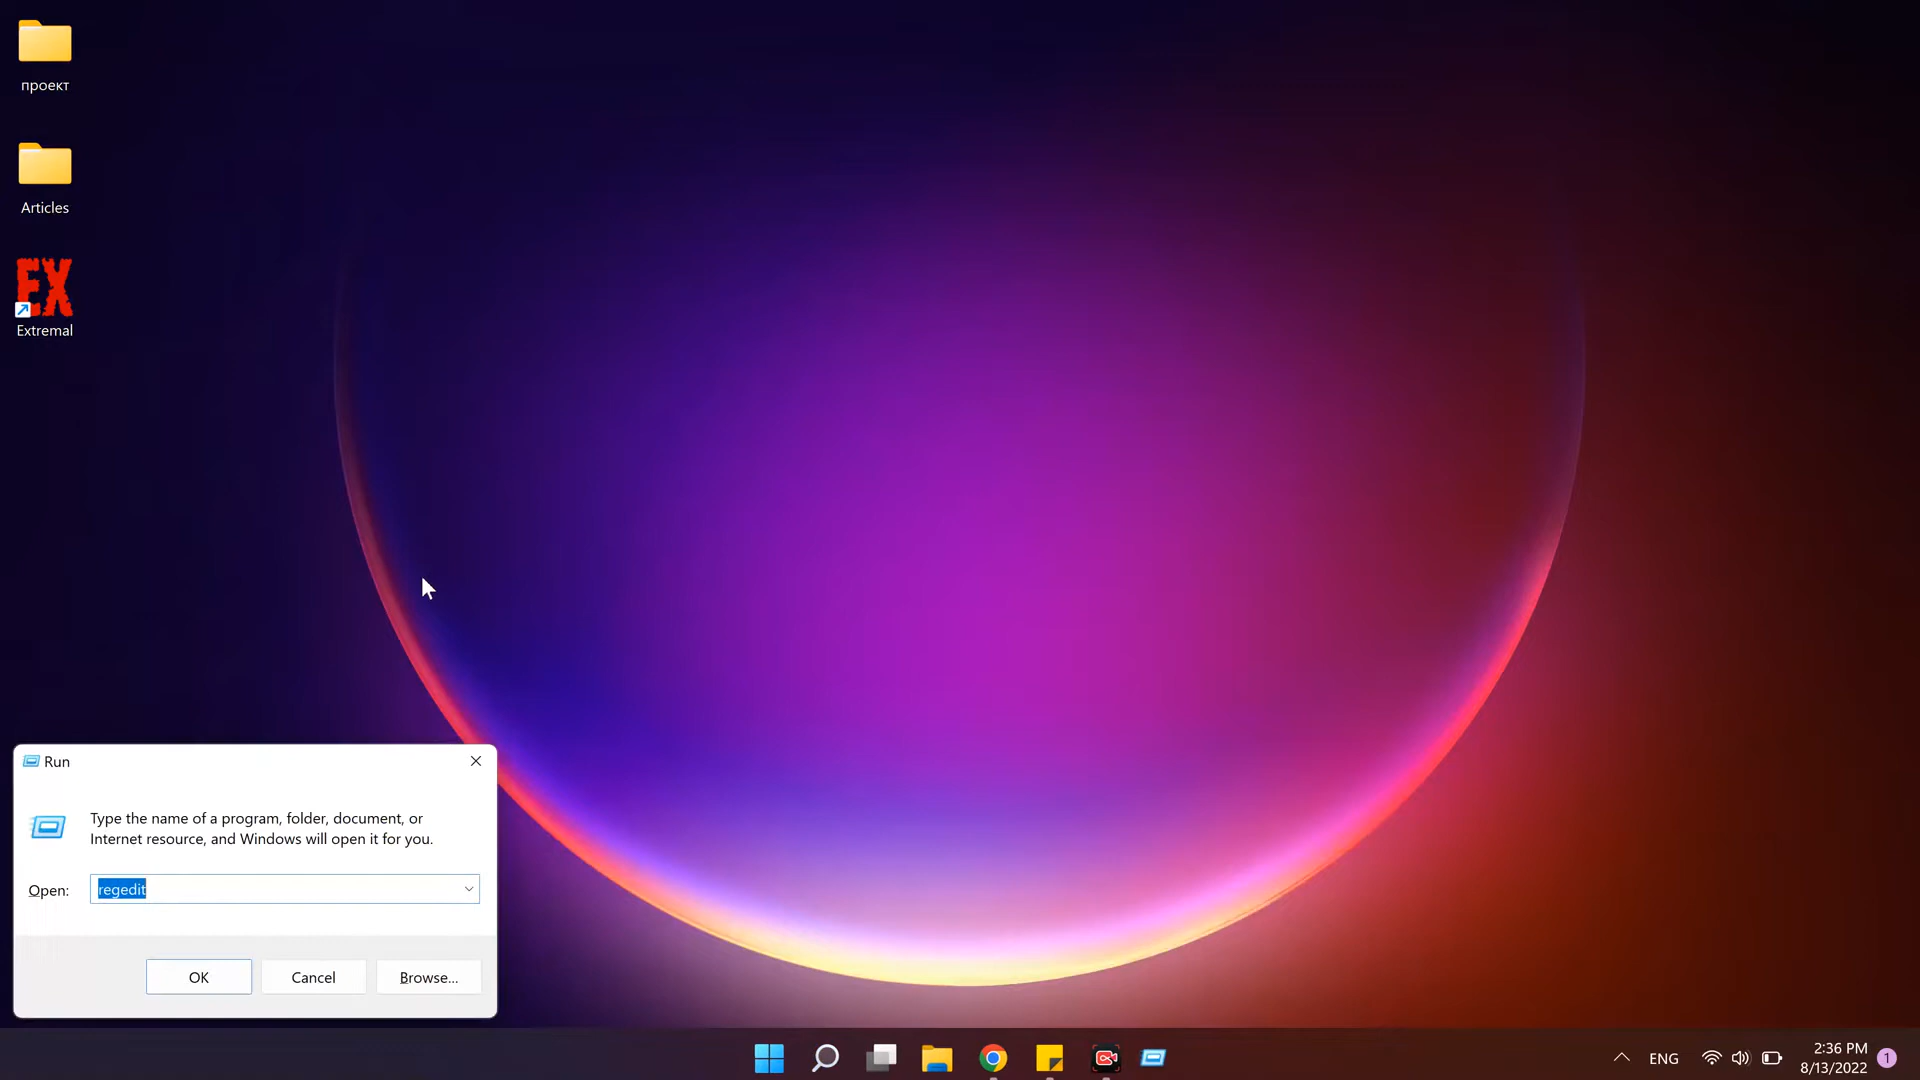 проект
Articles
EX
Extremal
Run
Type the name of a program, folder, document, or
Internet resource, and Windows will open it for you.
Open: regedit
OK Cancel Browse...
ENG
2:36 PM
8/13/2022
1